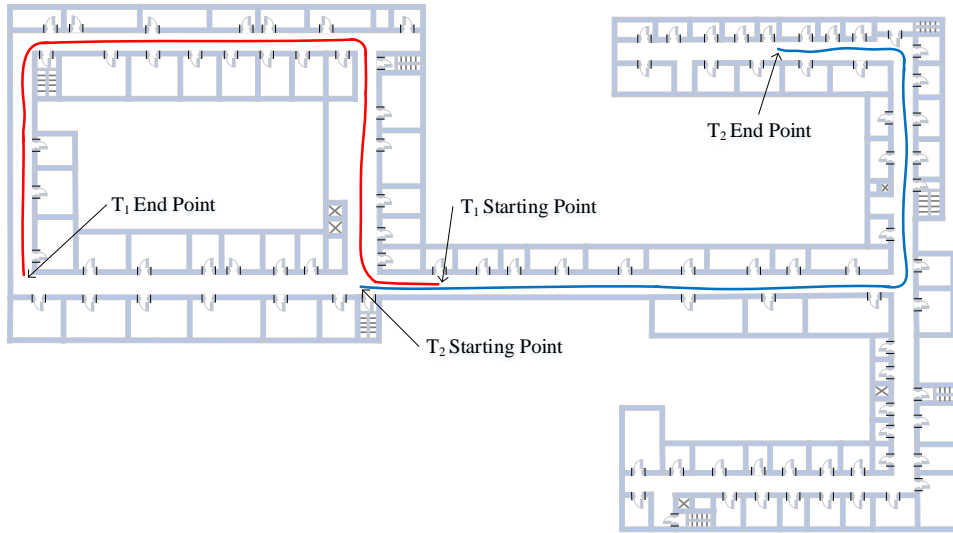 T₂ End Point
T₁ End Point
T₁ Starting Point
T₂ Starting Point